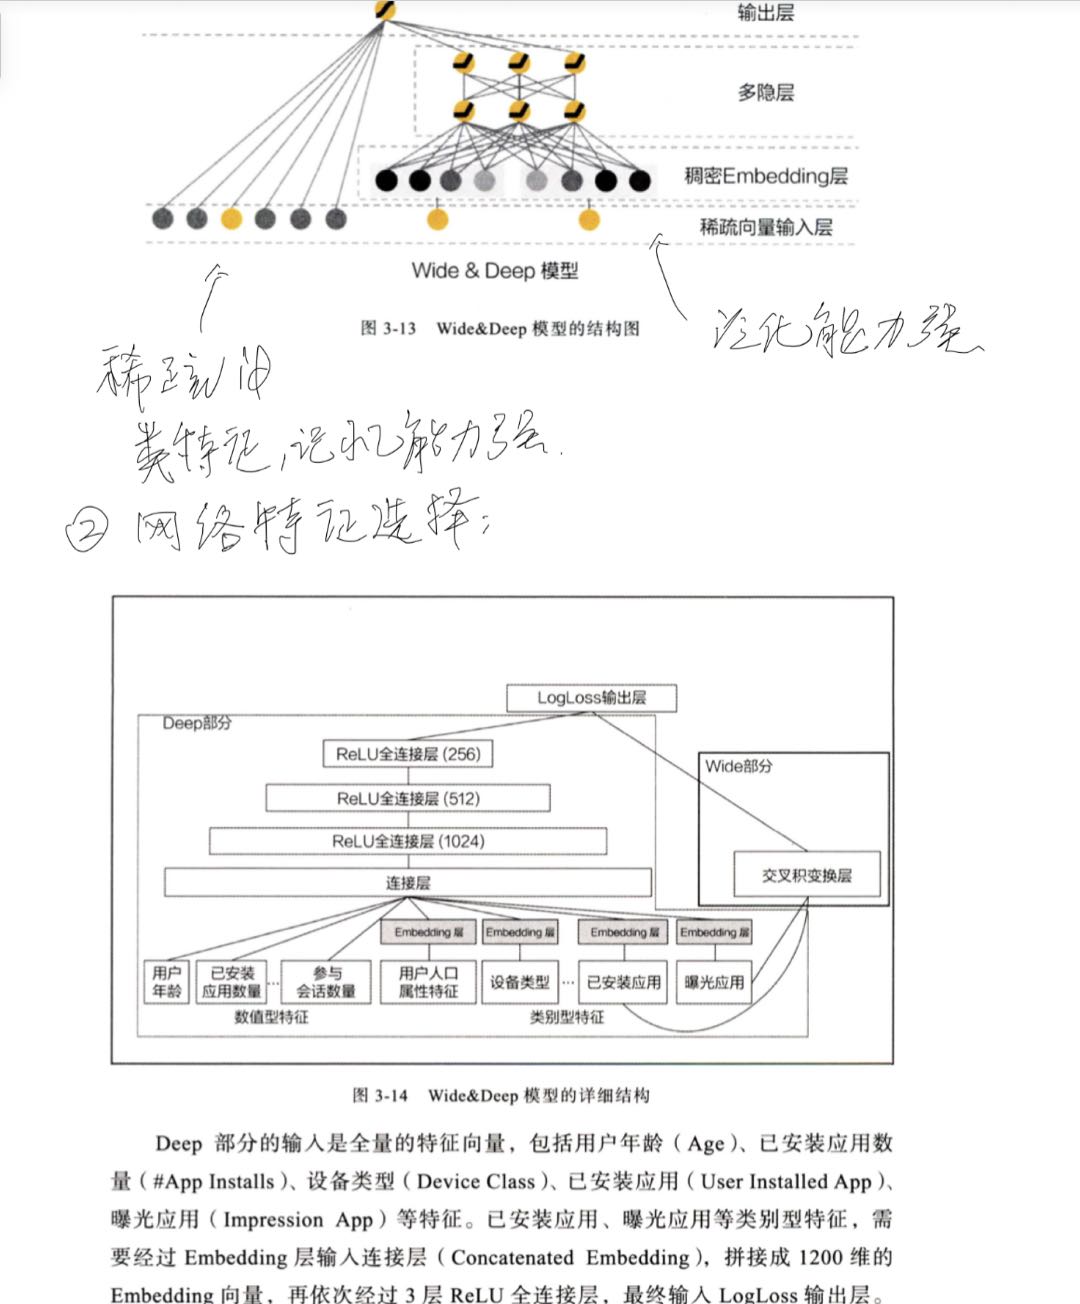 输出层
多隐层
稠密Embedding层
稀疏向量输入层
Wide & Deep 模型
图 3-13 Wide&Deep 模型的结构图
泛化能力强
稀疏的
类特征,记忆能力强.
② 网络特征选择:
LogLoss输出层
Deep部分
ReLU全连接层 (256)
Wide部分
ReLU全连接层 (512)
ReLU全连接层 (1024)
交叉积变换层
连接层
Embedding 层 Embedding 层 Embedding 层 Embedding 层
用户 已安装 参与 用户人口
年龄 应用数量 ... 会话数量 属性特征 设备类型 ... 已安装应用 曝光应用
数值型特征 类别型特征
图 3-14 Wide&Deep 模型的详细结构
Deep 部分的输入是全量的特征向量，包括用户年龄（Age）、已安装应用数
量（#App Installs）、设备类型（Device Class）、已安装应用（User Installed App）、
曝光应用（Impression App）等特征。已安装应用、曝光应用等类别型特征，需
要经过 Embedding 层输入连接层（Concatenated Embedding），拼接成 1200 维的
Embedding 向量，再依次经过 3 层 ReLU 全连接层，最终输入 LogLoss 输出层。